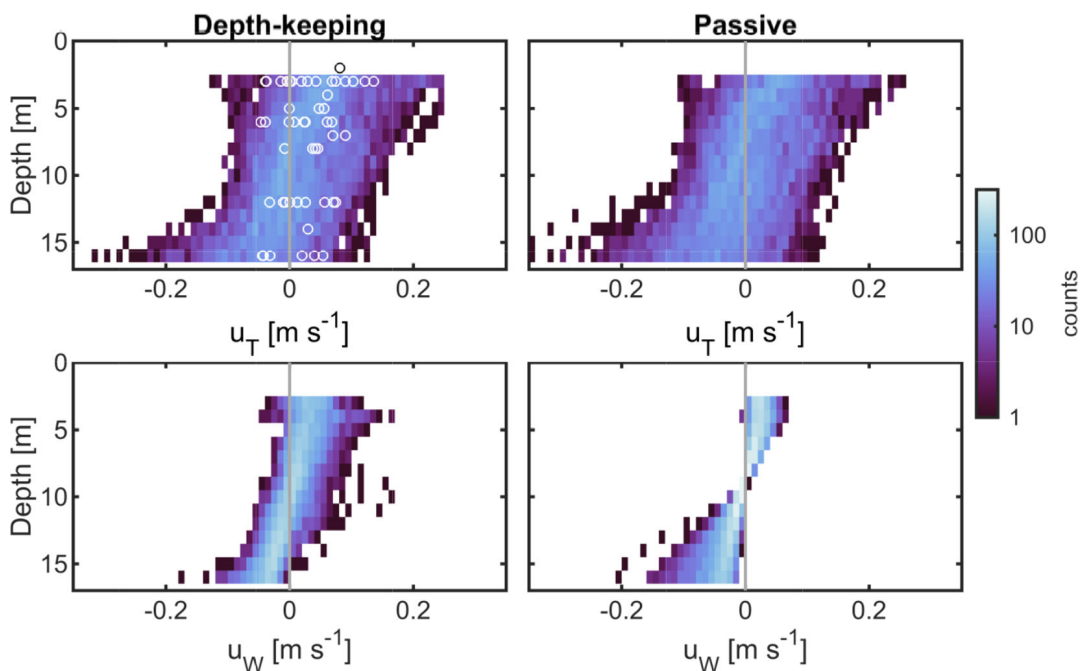 Depth-keeping Passive
0
5
10
15
Depth [m]
-0.2 0 0.2
-0.2 0 0.2
u_T [m s⁻¹] u_T [m s⁻¹]
100
10
1
counts
0
5
10
15
Depth [m]
-0.2 0 0.2
-0.2 0 0.2
u_W [m s⁻¹] u_W [m s⁻¹]